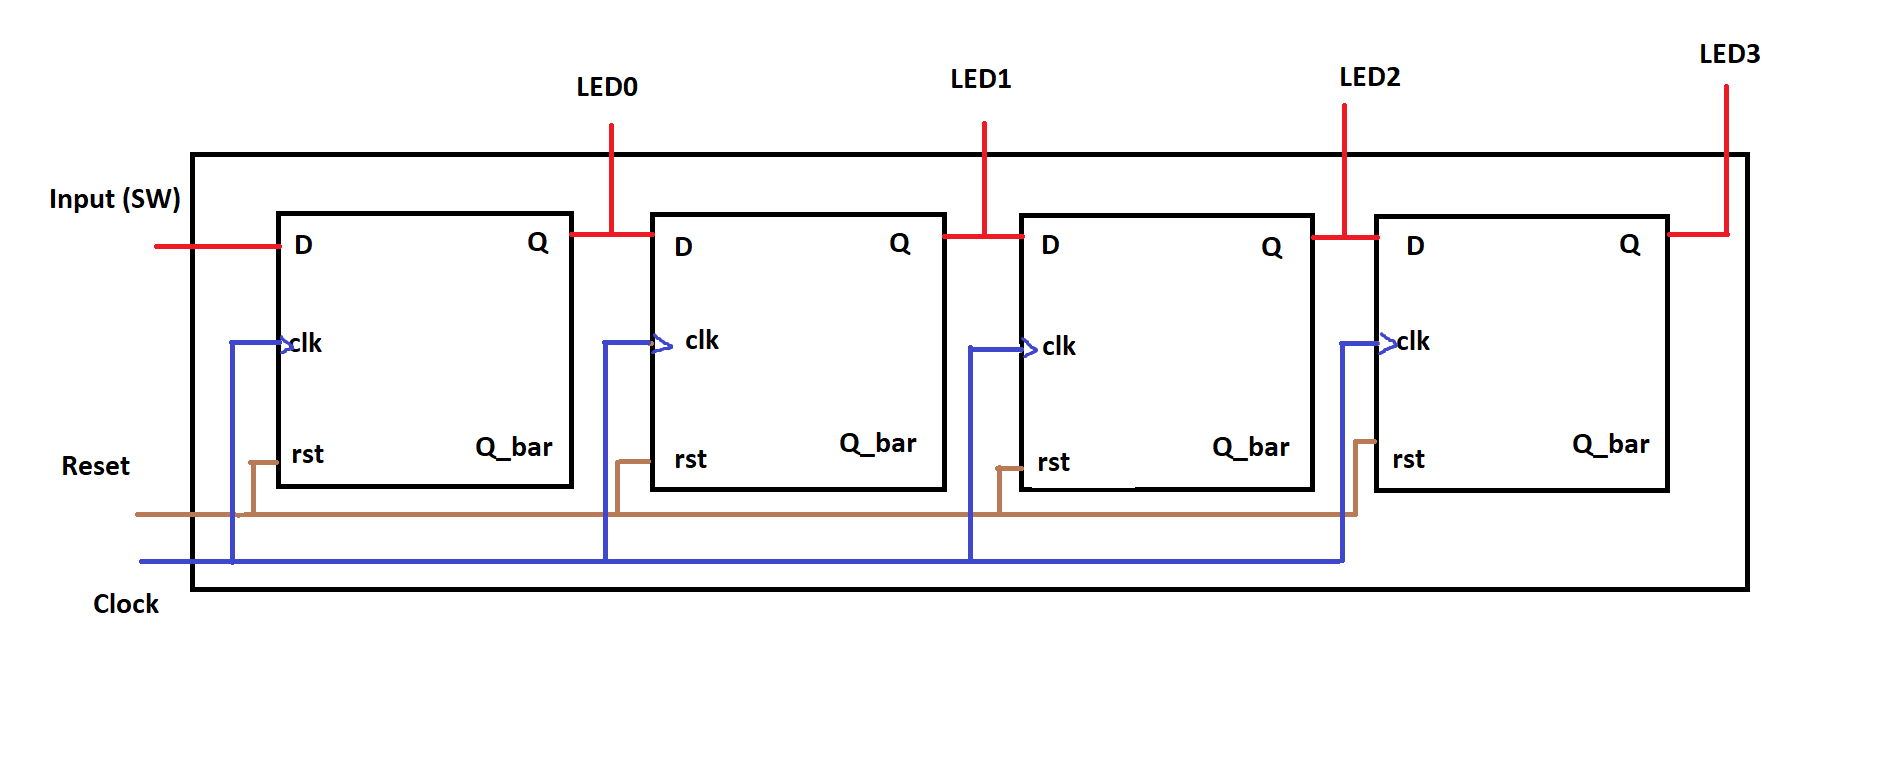 LED0
LED1
LED2
LED3
Input (SW)
D
Q
D
Q
D
Q
D
Q
clk
clk
clk
clk
rst
Q_bar
rst
Q_bar
rst
Q_bar
rst
Q_bar
Reset
Clock